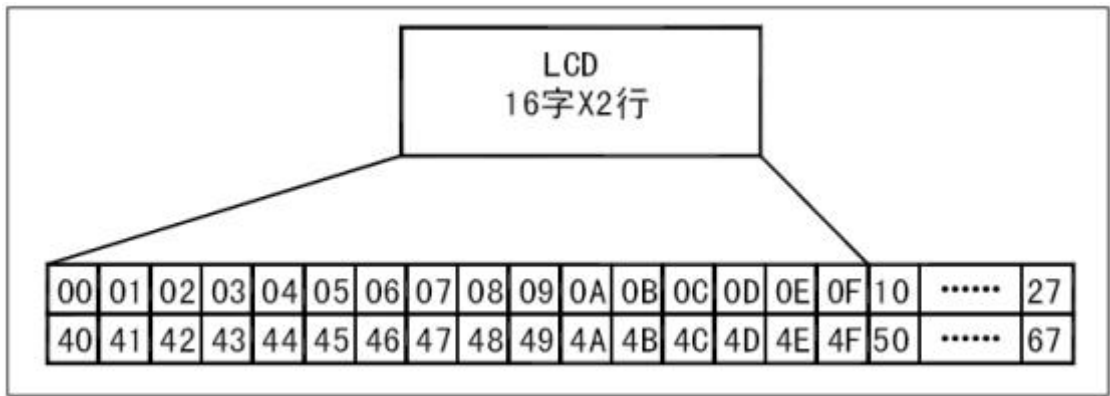 LCD
16字X2行
00 01 02 03 04 05 06 07 08 09 0A 0B 0C 0D 0E 0F 10 ······ 27
40 41 42 43 44 45 46 47 48 49 4A 4B 4C 4D 4E 4F 50 ······ 67